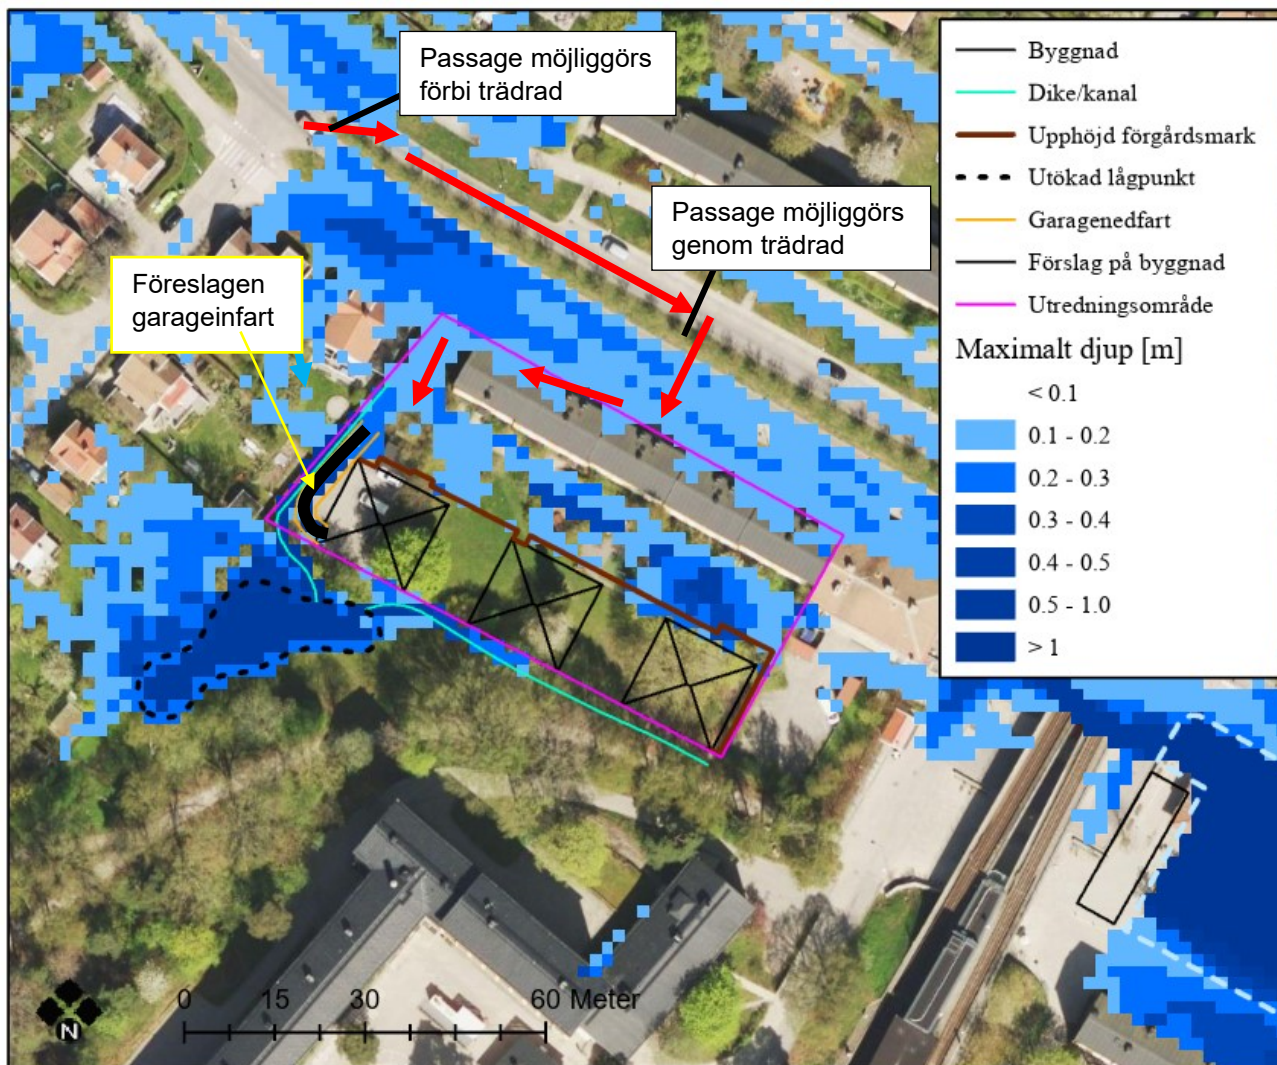 Passage möjliggörs
förbi trädrad
Passage möjliggörs
genom trädrad
Föreslagen
garageinfart
Byggnad
Dike/kanal
Upphöjd förgårdsmark
Utökad lågpunkt
Garagenedfart
Förslag på byggnad
Utredningsområde
Maximalt djup [m]
< 0.1
0.1 - 0.2
0.2 - 0.3
0.3 - 0.4
0.4 - 0.5
0.5 - 1.0
> 1
N
0 15 30 60 Meter